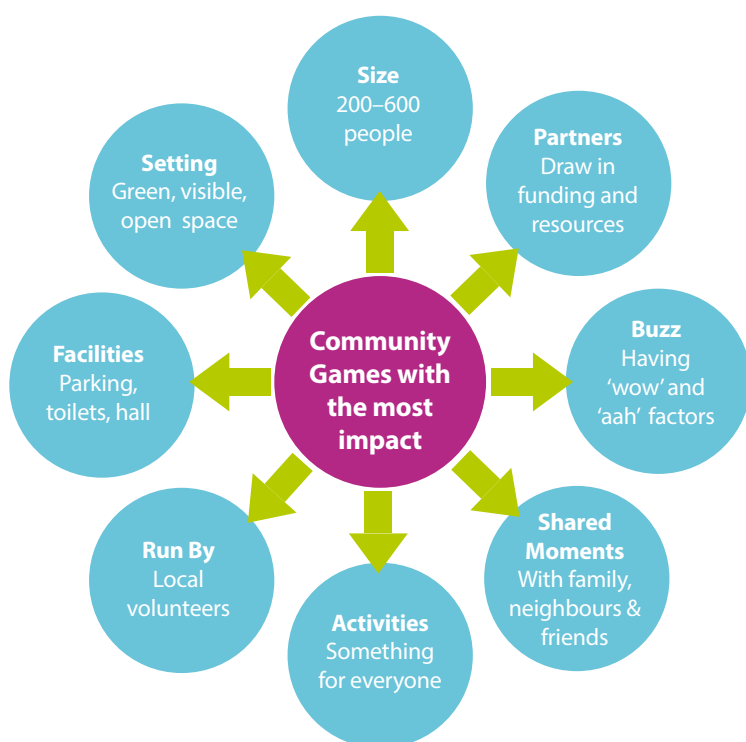 Size
200–600
people
Partners
Draw in
funding and
resources
Buzz
Having
‘wow’ and
‘aah’ factors
Shared
Moments
With family,
neighbours &
friends
Activities
Something
for everyone
Run By
Local
volunteers
Facilities
Parking,
toilets, hall
Setting
Green, visible,
open space
Community
Games with
the most
impact